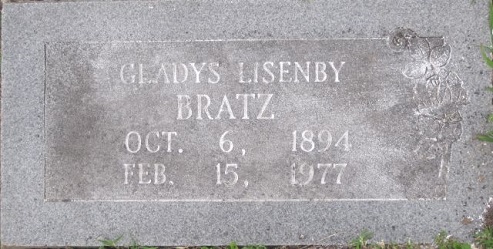 GLADYS LISENBY
BRATZ
OCT. 6, 1894
FEB. 15, 1977